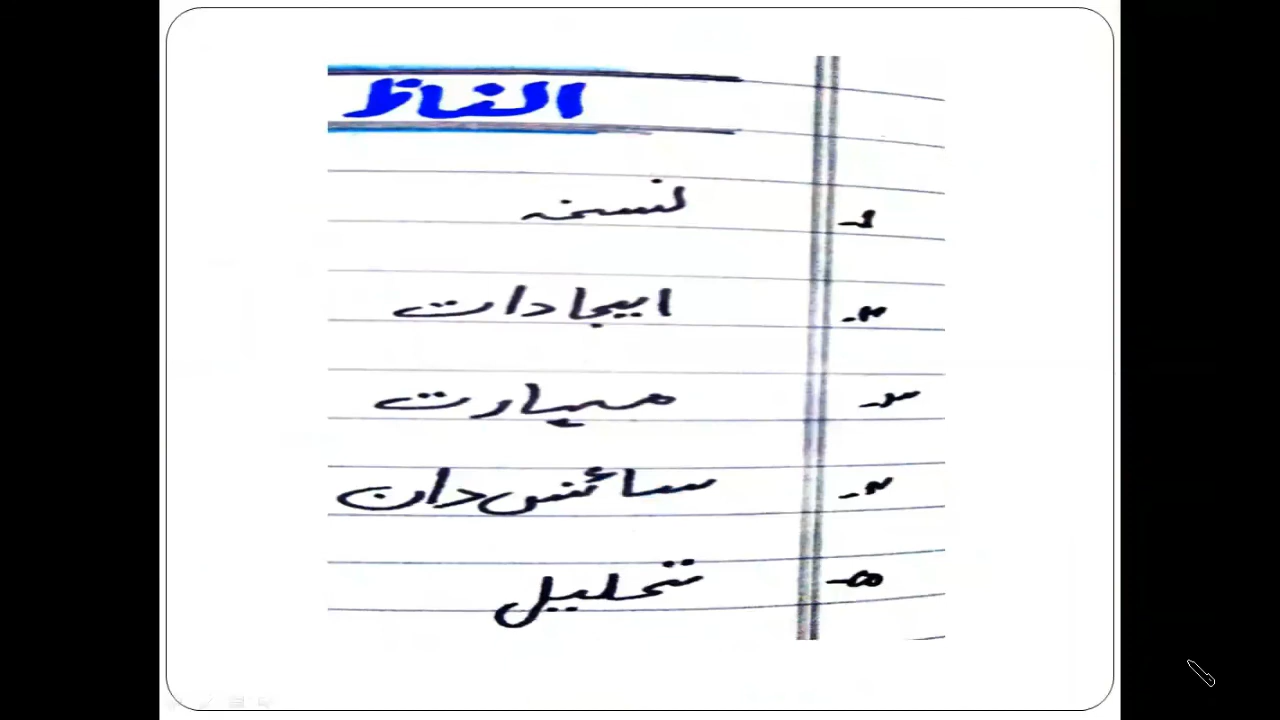 الفاظ
۱۔ نسخہ
۲۔ ایجادات
۳۔ مہارت
۴۔ سائنس دان
۵۔ تحلیل